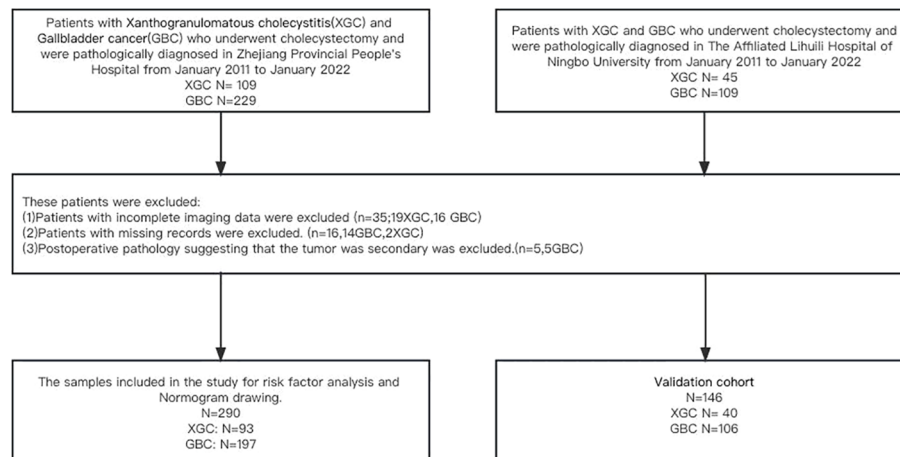 Patients with Xanthogranulomatous cholecystitis(XGC) and
Gallbladder cancer(GBC) who underwent cholecystectomy and
were pathologically diagnosed in Zhejiang Provincial People's
Hospital from January 2011 to January 2022
XGC N= 109
GBC N=229
Patients with XGC and GBC who underwent cholecystectomy and
were pathologically diagnosed in The Affiliated Lihuili Hospital of
Ningbo University from January 2011 to January 2022
XGC N= 45
GBC N=109
These patients were excluded:
(1)Patients with incomplete imaging data were excluded (n=35;19XGC,16 GBC)
(2)Patients with missing records were excluded. (n=16,14GBC,2XGC)
(3)Postoperative pathology suggesting that the tumor was secondary was excluded.(n=5,5GBC)
The samples included in the study for risk factor analysis and
Normogram drawing.
N=290
XGC: N=93
GBC: N=197
Validation cohort
N=146
XGC N= 40
GBC N=106